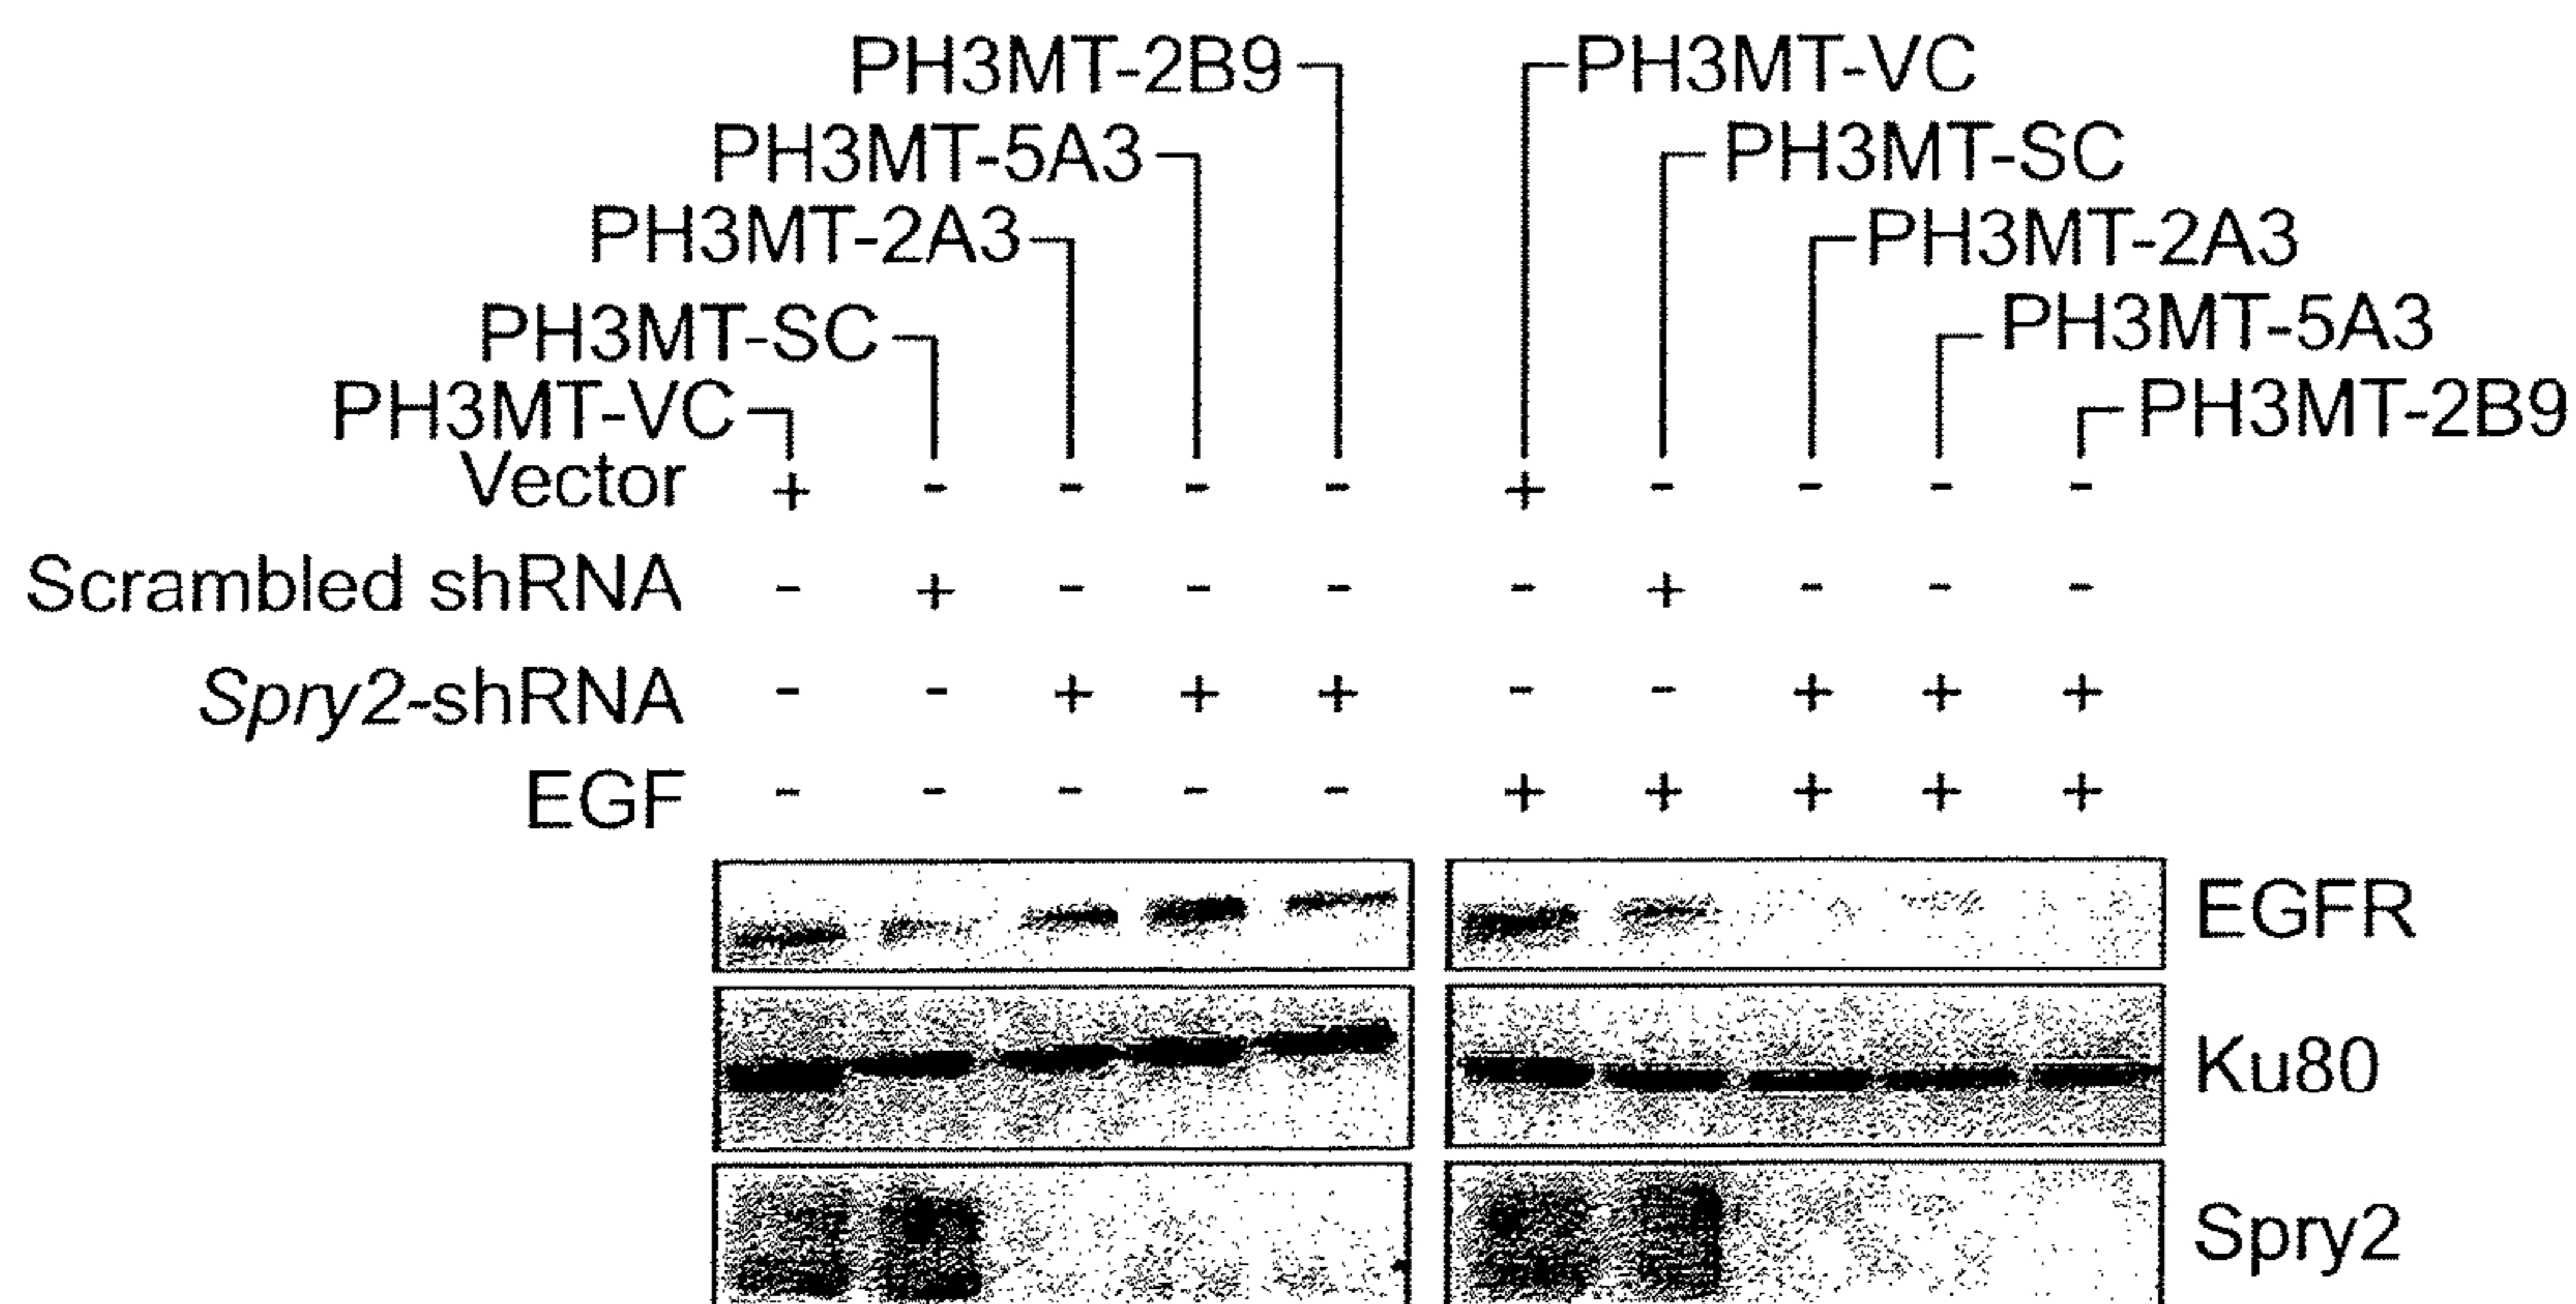 PH3MT-2B9 PH3MT-VC
PH3MT-5A3 PH3MT-SC
PH3MT-2A3 PH3MT-2A3
PH3MT-SC PH3MT-5A3
PH3MT-VC PH3MT-2B9
Vector + - - - - + - - - -
Scrambled shRNA - + - - - - + - - -
Spry2-shRNA - - + + + - - + + +
EGF - - - - - + + + + +
EGFR
Ku80
Spry2